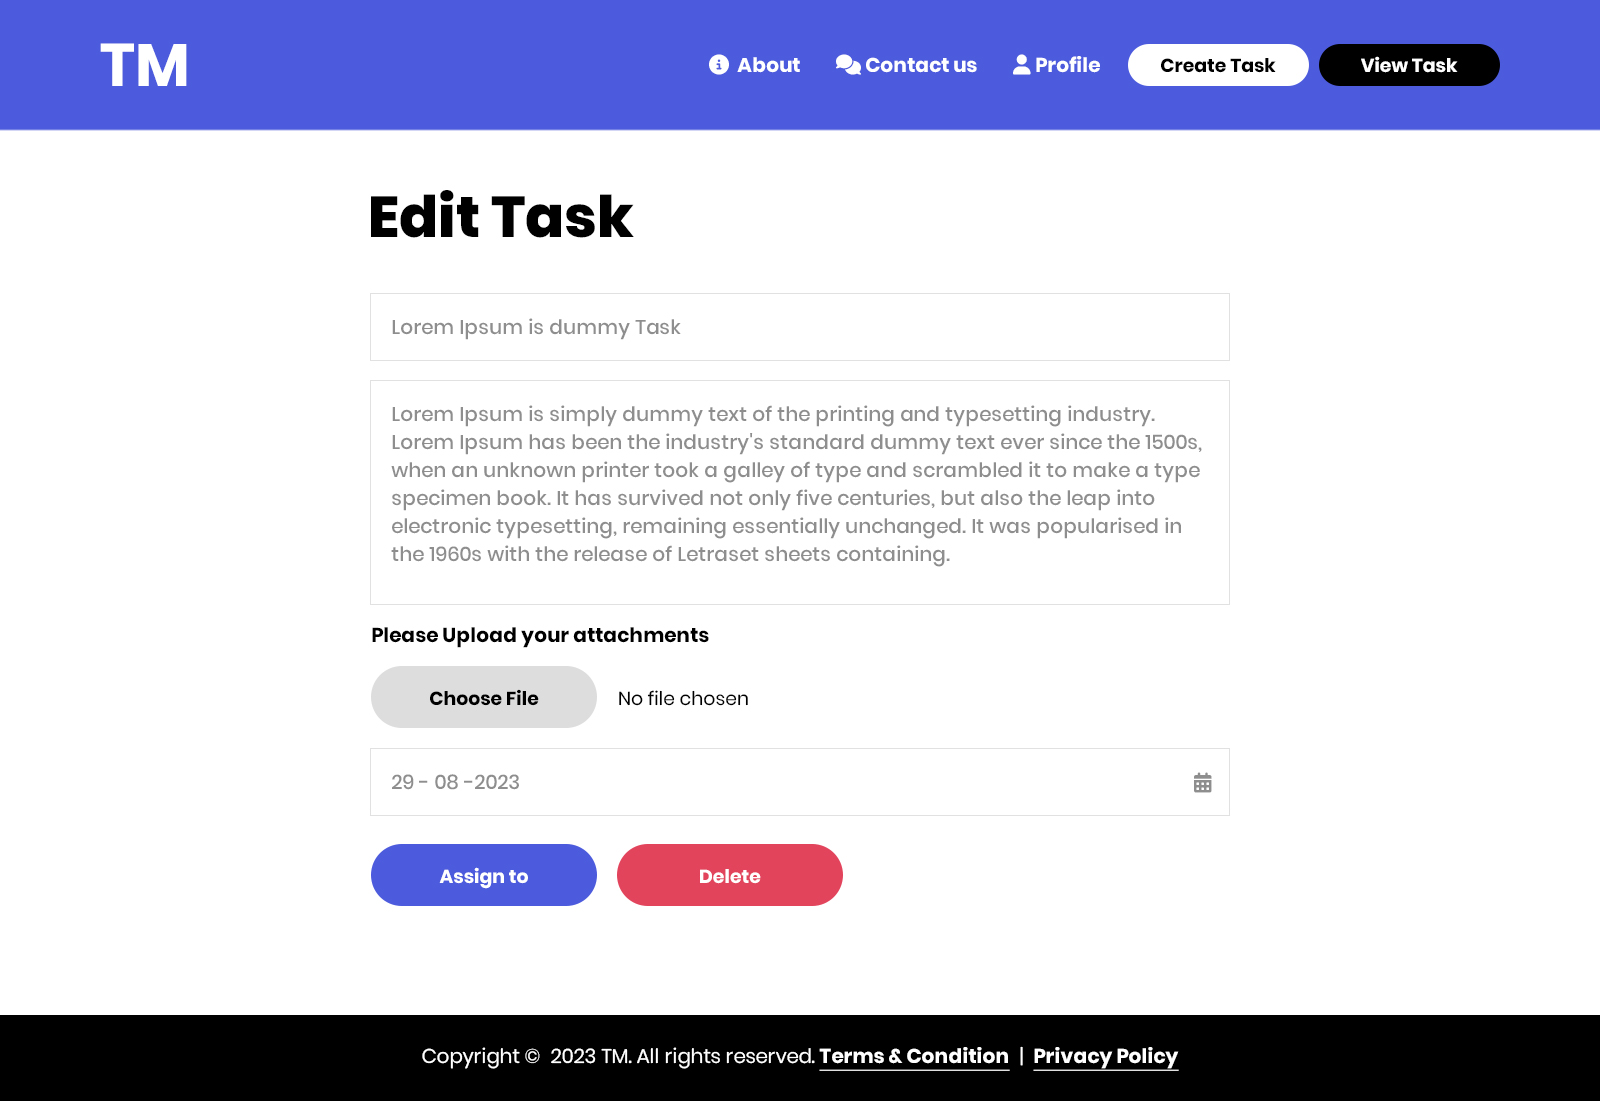 TM
About
Contact us
Profile
Create Task
View Task
Edit Task
Lorem Ipsum is dummy Task
Lorem Ipsum is simply dummy text of the printing and typesetting industry.
Lorem Ipsum has been the industry's standard dummy text ever since the 1500s,
when an unknown printer took a galley of type and scrambled it to make a type
specimen book. It has survived not only five centuries, but also the leap into
electronic typesetting, remaining essentially unchanged. It was popularised in
the 1960s with the release of Letraset sheets containing.
Please Upload your attachments
Choose File
No file chosen
29 - 08 -2023
Assign to
Delete
Copyright © 2023 TM. All rights reserved. Terms & Condition | Privacy Policy